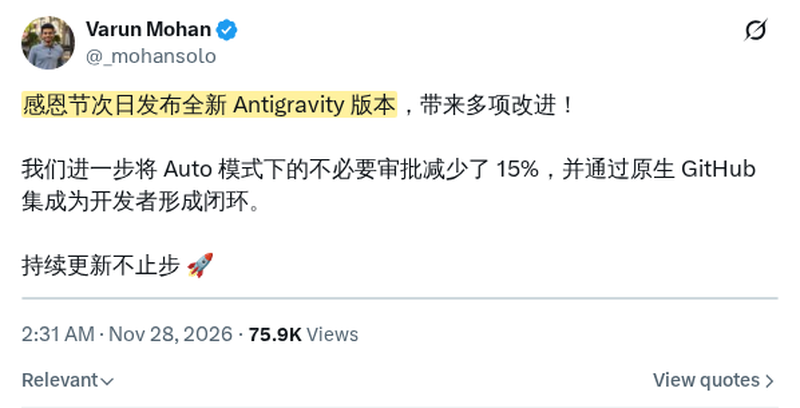 Varun Mohan
@_mohansolo
感恩节次日发布全新 Antigravity 版本，带来多项改进！
我们进一步将 Auto 模式下的不必要审批减少了 15%，并通过原生 GitHub
集成为开发者形成闭环。
持续更新不止步 🚀
2:31 AM · Nov 28, 2026 · 75.9K Views
Relevant
View quotes